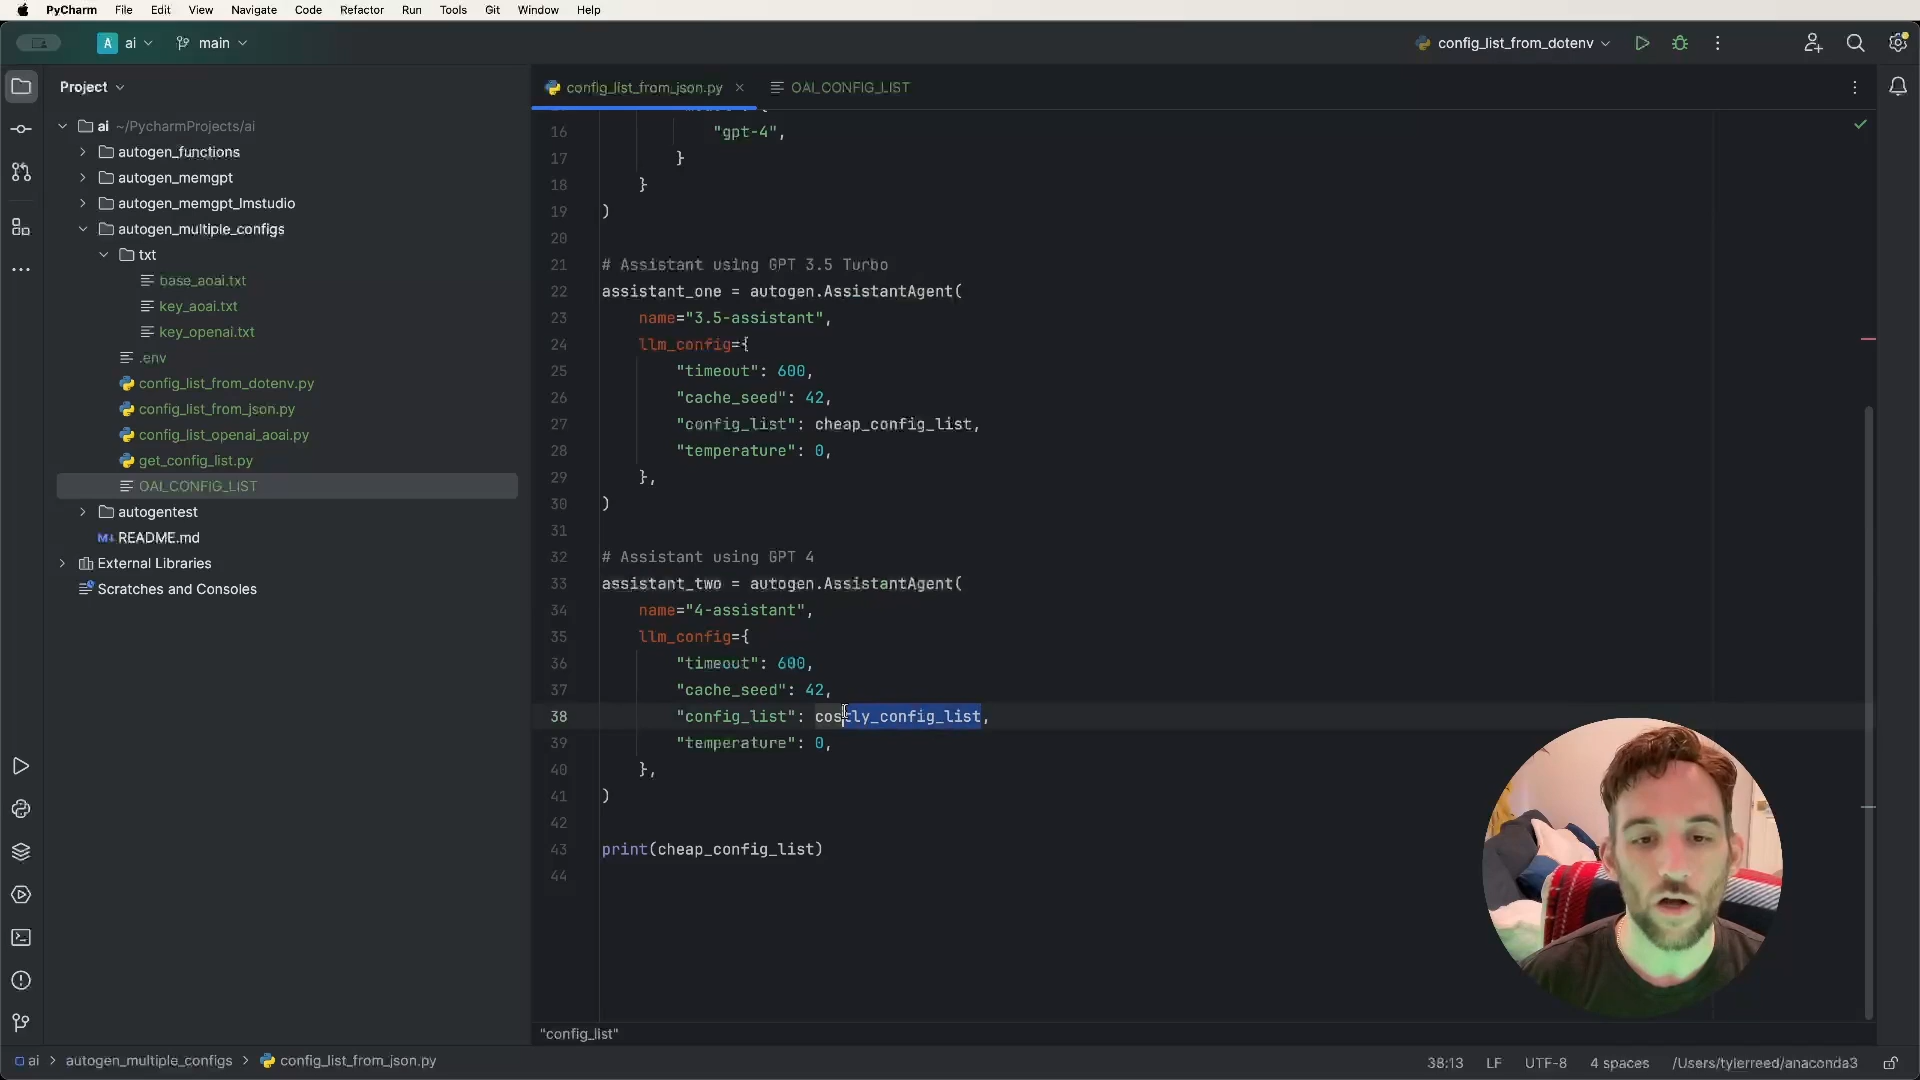 PyCharm File Edit View Navigate Code Refactor Run Tools Git Window Help
A ai main config_list_from_dotenv
Project
ai ~/PycharmProjects/ai
autogen_functions
autogen_memgpt
autogen_memgpt_lmstudio
autogen_multiple_configs
txt
base_aoai.txt
key_aoai.txt
key_openai.txt
.env
config_list_from_dotenv.py
config_list_from_json.py
config_list_openai_aoai.py
get_config_list.py
OAI_CONFIG_LIST
autogentest
M↓ README.md
External Libraries
Scratches and Consoles
config_list_from_json.py OAI_CONFIG_LIST
16 "gpt-4",
17 }
18 }
19 )
20
21 # Assistant using GPT 3.5 Turbo
22 assistant_one = autogen.AssistantAgent(
23 name="3.5-assistant",
24 llm_config={
25 "timeout": 600,
26 "cache_seed": 42,
27 "config_list": cheap_config_list,
28 "temperature": 0,
29 },
30 )
31
32 # Assistant using GPT 4
33 assistant_two = autogen.AssistantAgent(
34 name="4-assistant",
35 llm_config={
36 "timeout": 600,
37 "cache_seed": 42,
38 "config_list": costly_config_list,
39 "temperature": 0,
40 },
41 )
42
43 print(cheap_config_list)
44
"config_list"
ai > autogen_multiple_configs > config_list_from_json.py 38:13 LF UTF-8 4 spaces /Users/tylerreed/anaconda3